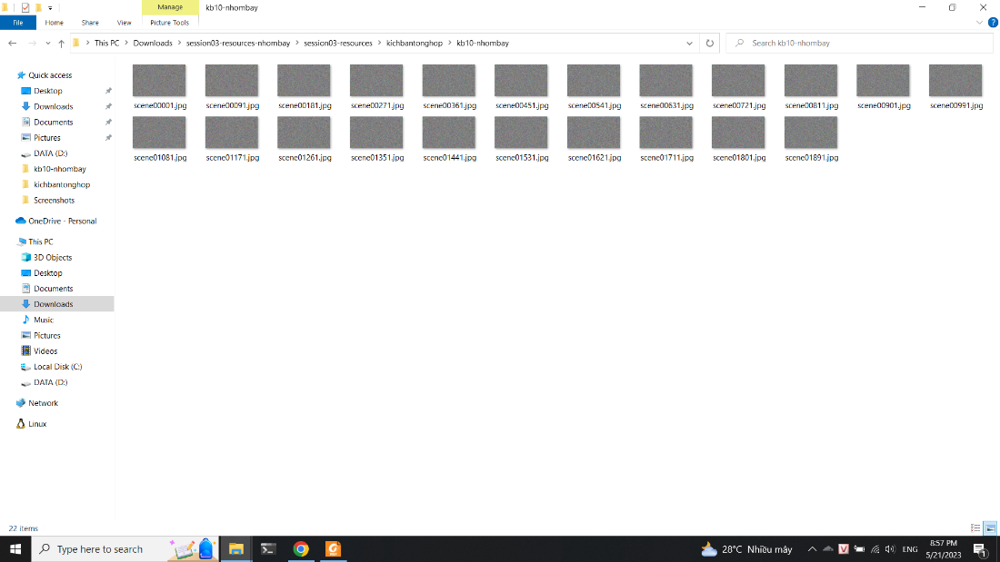 Manage
kb10-nhombay
File
Home
Share
View
Picture Tools
This PC
Downloads
session03-resources-nhombay
session03-resources
kichbantonghop
kb10-nhombay
Search kb10-nhombay
Quick access
Desktop
Downloads
Documents
Pictures
DATA (D:)
kb10-nhombay
kichbantonghop
Screenshots
OneDrive - Personal
This PC
3D Objects
Desktop
Documents
Downloads
Music
Pictures
Videos
Local Disk (C:)
DATA (D:)
Network
Linux
scene00001.jpg
scene00091.jpg
scene00181.jpg
scene00271.jpg
scene00361.jpg
scene00451.jpg
scene00541.jpg
scene00631.jpg
scene00721.jpg
scene00811.jpg
scene00901.jpg
scene00991.jpg
scene01081.jpg
scene01171.jpg
scene01261.jpg
scene01351.jpg
scene01441.jpg
scene01531.jpg
scene01621.jpg
scene01711.jpg
scene01801.jpg
scene01891.jpg
22 items
Type here to search
28°C Nhiều mây
V
ENG
8:57 PM
5/21/2023
1